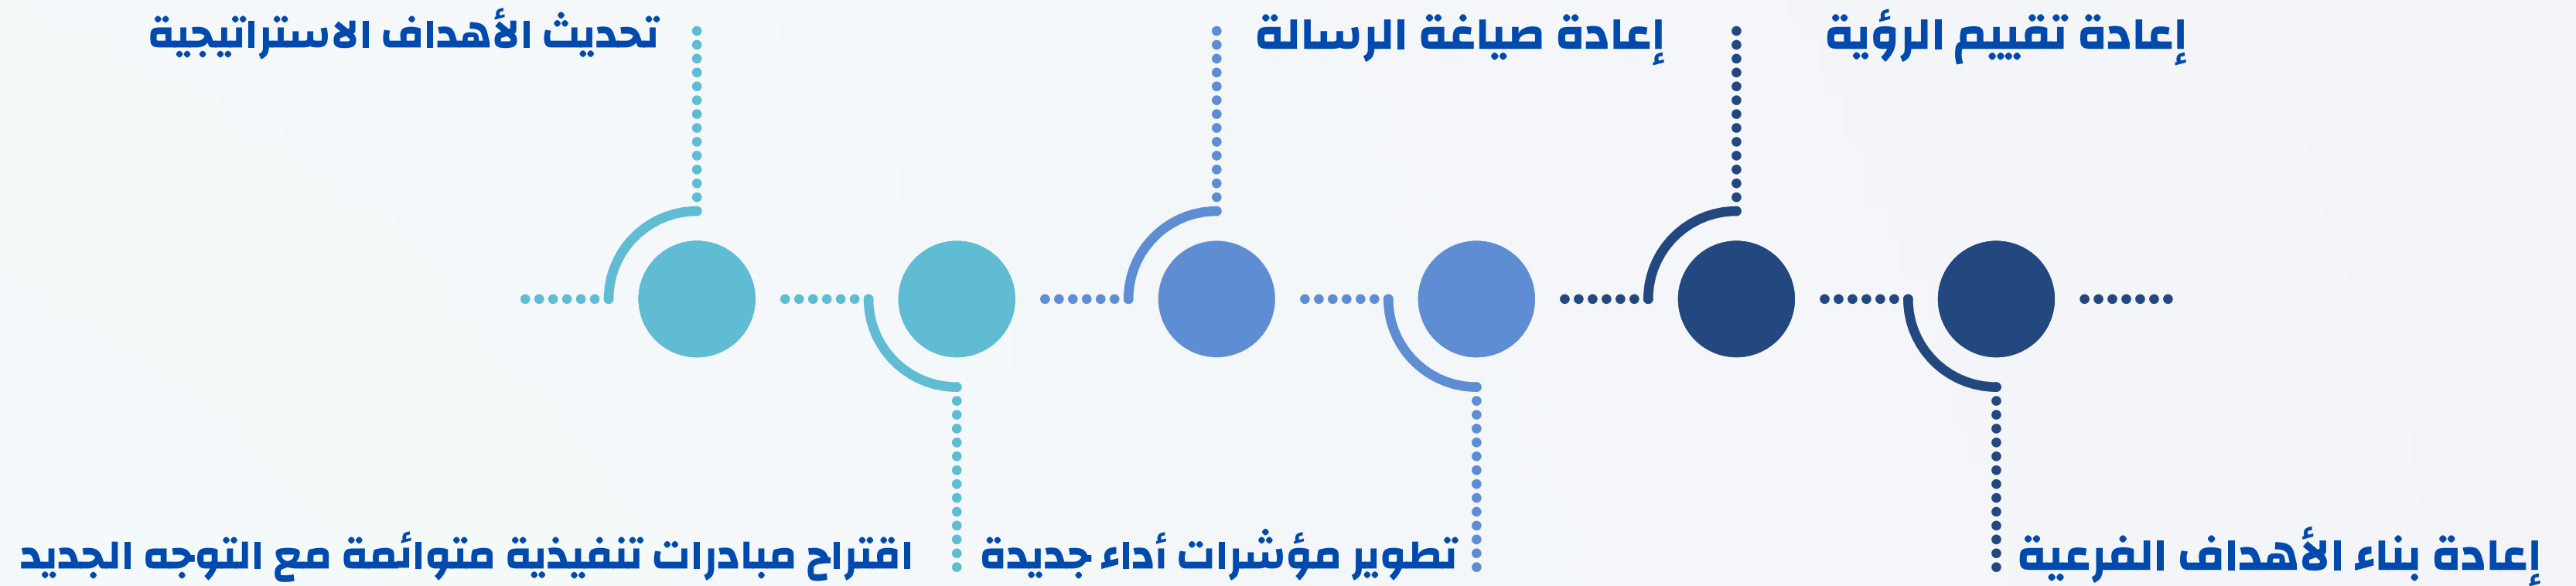 إعادة تقييم الرؤية
إعادة صياغة الرسالة
تحديث الأهداف الاستراتيجية
إعادة بناء الأهداف الفرعية
تطوير مؤشرات أداء جديدة
اقتراح مبادرات تنفيذية متوائمة مع التوجه الجديد